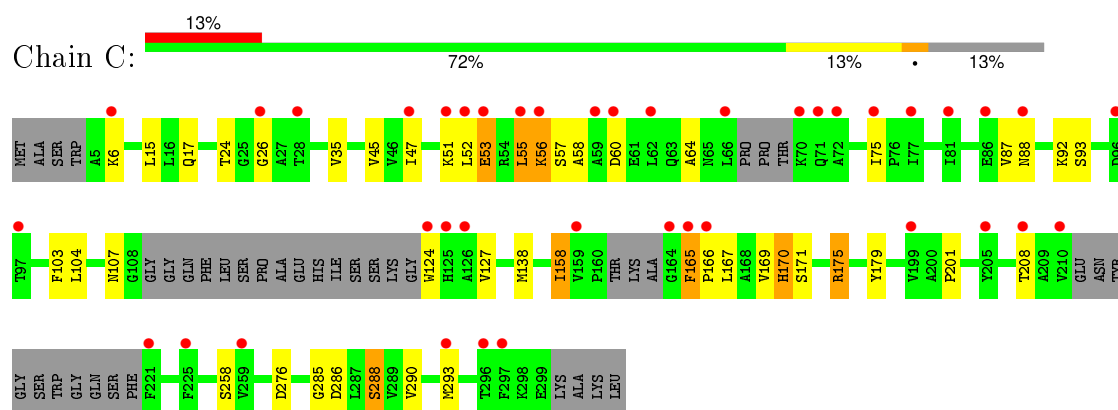 13%
Chain C:
72% 13% • 13%
MET ALA SER TRP A5 K6 L15 L16 Q17 T24 G25 G26 A27 T28 V35 V45 V46 I47 K51 L52 E53 R54 L55 K56 S57 A58 A59 D60 E61 L62 Q63 A64 N65 L66 PRO PRO THR K70 Q71 A72 I75 P76 I77 I81 E86 V87 N88 K92 S93 D96
T97 F103 L104 N107 G108 GLY GLY GLN PHE LEU SER PRO ALA GLU HIS ILE SER SER LYS GLY W124 H125 A126 V127 M138 I158 V159 P160 THR LYS ALA G164 F165 P166 L167 A168 V169 H170 S171 R175 Y179 V199 A200 P201 Y205 T208 A209 V210 GLU ASN
GLY SER TRP GLY GLN SER PHE F221 F225 S258 V259 D276 G285 D286 L287 S288 V289 V290 M293 T296 F297 K298 E299 LYS ALA LYS LEU